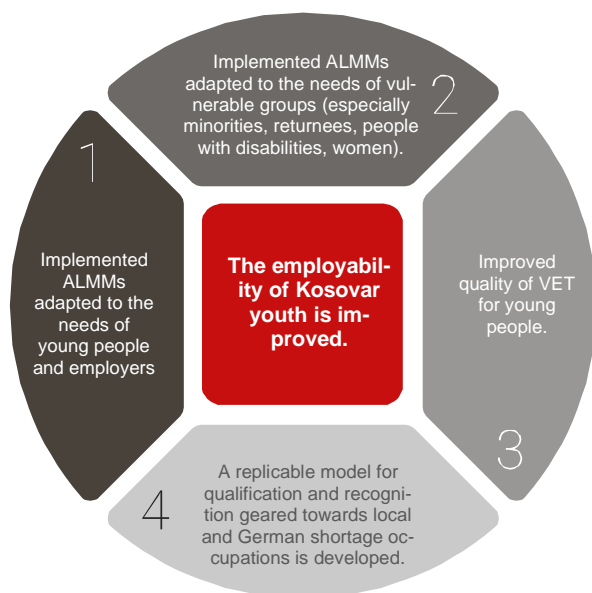 1
Implemented
ALMMs
adapted to the
needs of
young people
and employers
Implemented ALMMs
adapted to the needs of vul-
nerable groups (especially
minorities, returnees, people
with disabilities, women).
2
The employabil-
ity of Kosovar
youth is im-
proved.
Improved
quality of VET
for young
people.
3
4
A replicable model for
qualification and recogni-
tion geared towards local
and German shortage oc-
cupations is developed.